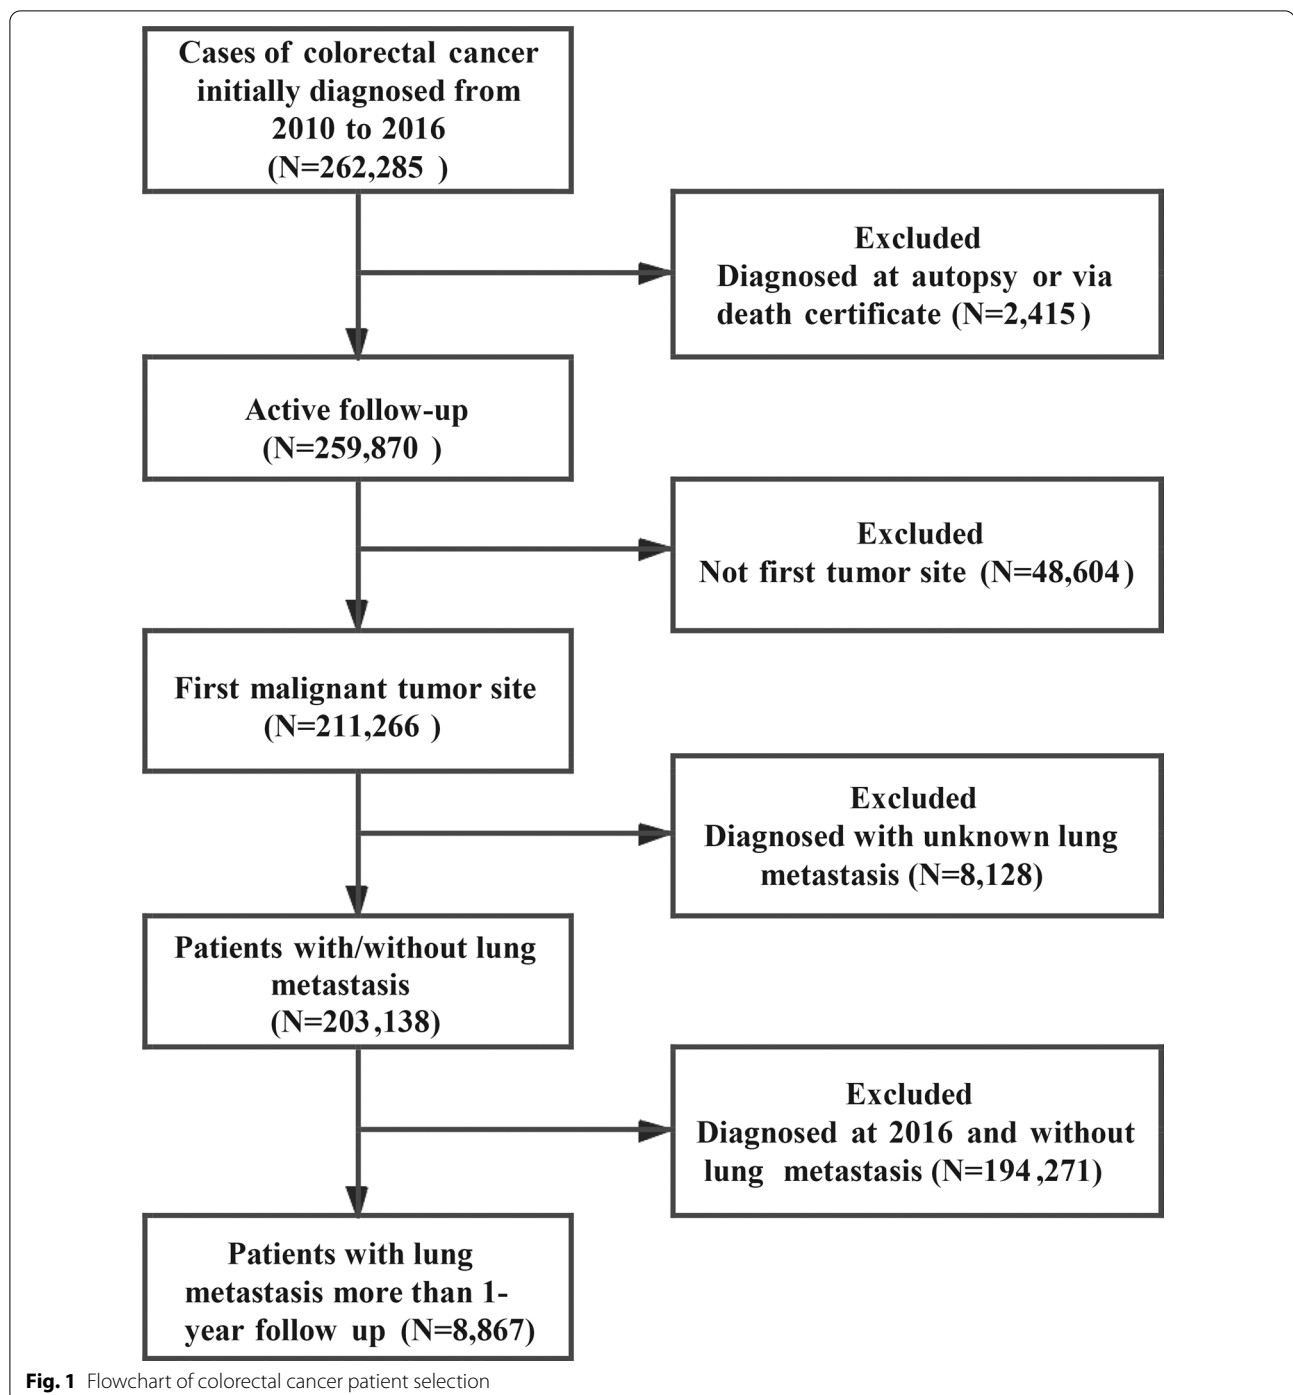 Cases of colorectal cancer
initially diagnosed from
2010 to 2016
(N=262,285 )
Excluded
Diagnosed at autopsy or via
death certificate (N=2,415)
Active follow-up
(N=259,870 )
Excluded
Not first tumor site (N=48,604)
First malignant tumor site
(N=211,266 )
Excluded
Diagnosed with unknown lung
metastasis (N=8,128)
Patients with/without lung
metastasis
(N=203,138)
Excluded
Diagnosed at 2016 and without
lung metastasis (N=194,271)
Patients with lung
metastasis more than 1-
year follow up (N=8,867)
Fig. 1 Flowchart of colorectal cancer patient selection